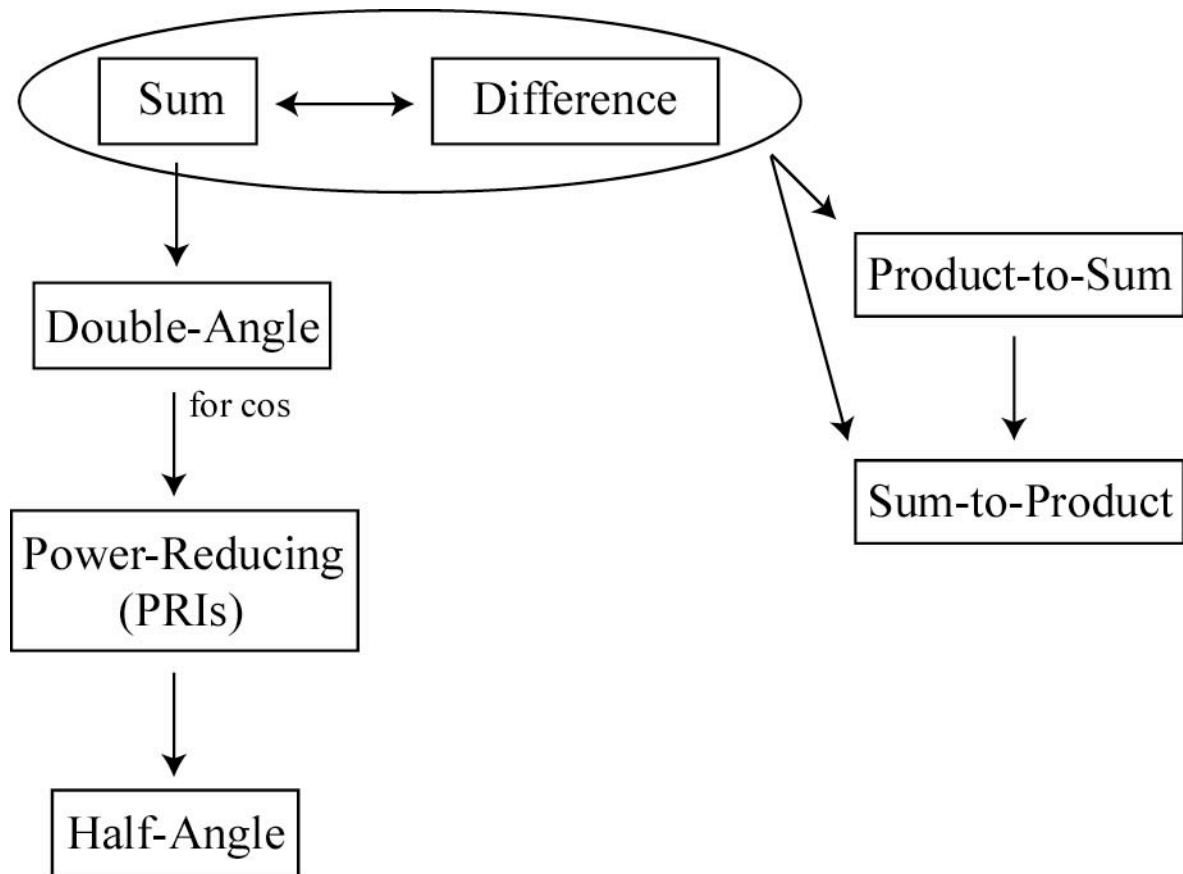 Sum
Difference
Double-Angle
for cos
Power-Reducing
(PRIs)
Half-Angle
Product-to-Sum
Sum-to-Product